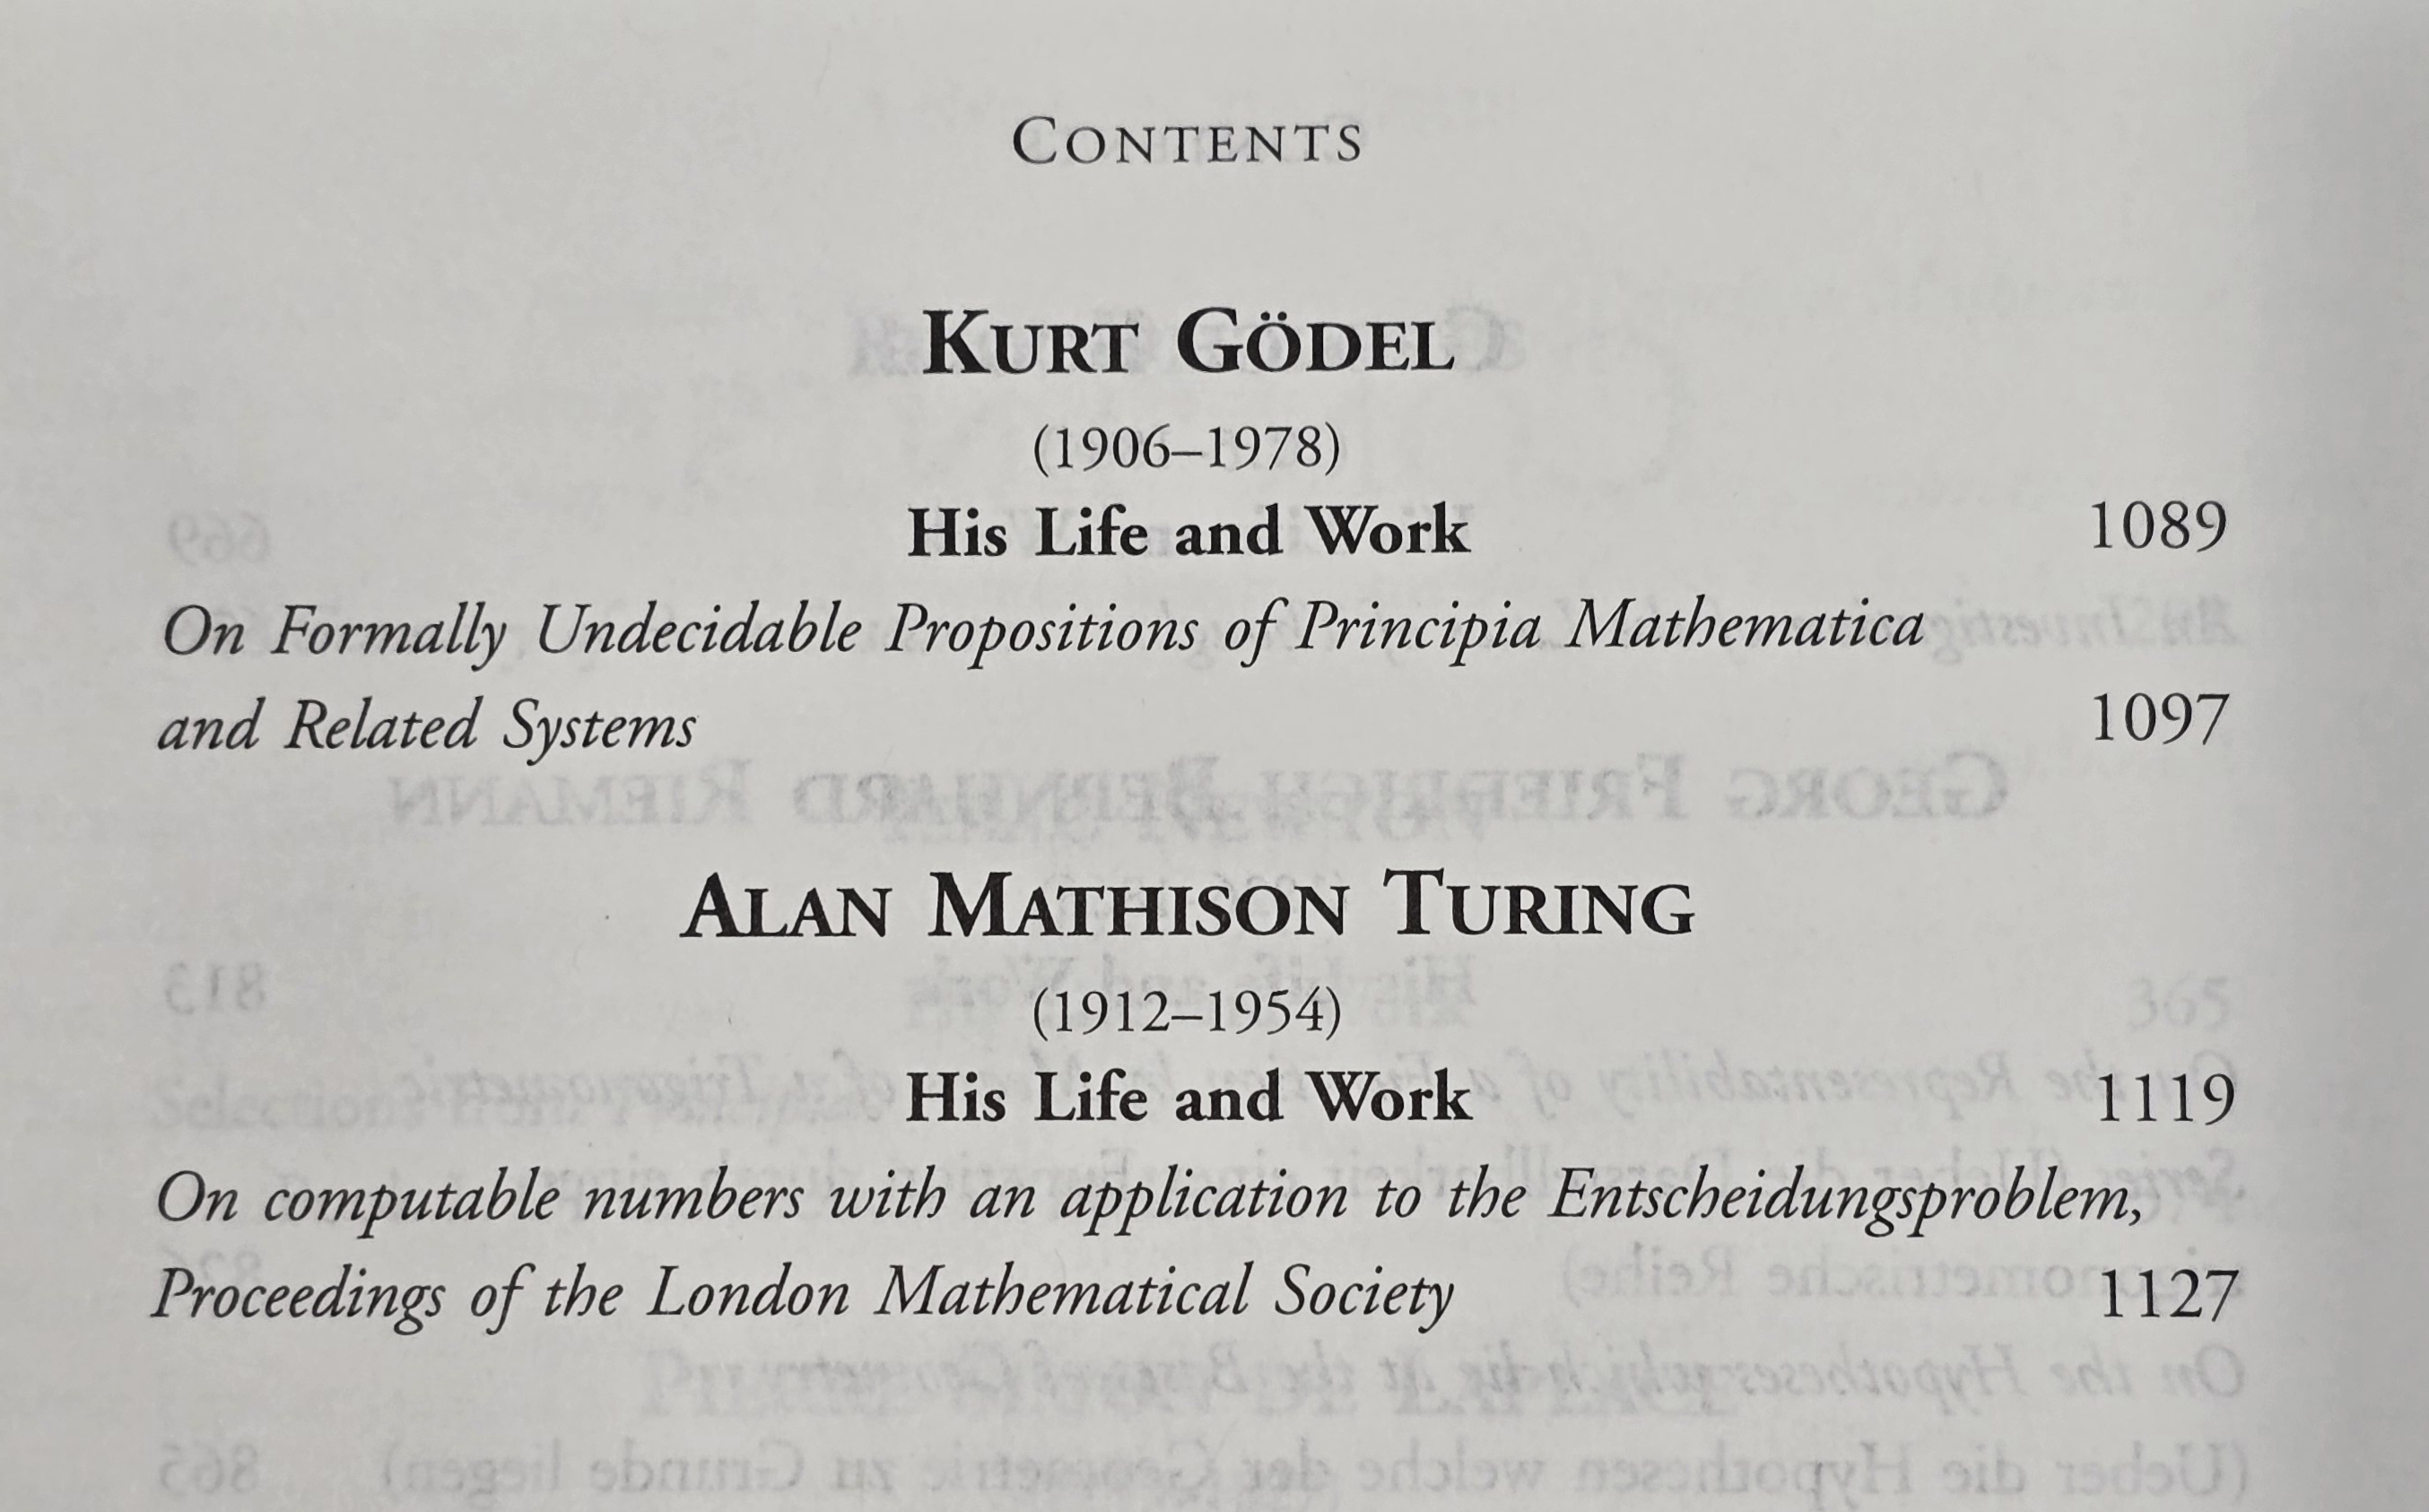 CONTENTS
KURT GÖDEL
(1906–1978)
His Life and Work 1089
On Formally Undecidable Propositions of Principia Mathematica
and Related Systems 1097
ALAN MATHISON TURING
(1912–1954)
His Life and Work 1119
On computable numbers with an application to the Entscheidungsproblem,
Proceedings of the London Mathematical Society 1127